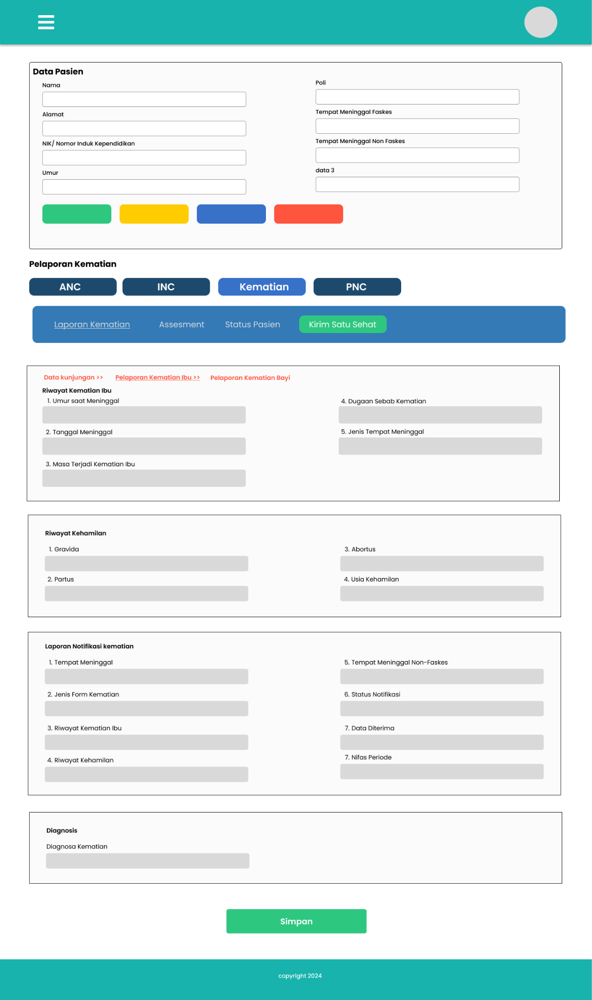 Data Pasien
Nama
Alamat
NIK/ Nomor Induk Kependidikan
Umur
Poli
Tempat Meninggal Faskes
Tempat Meninggal Non Faskes
data 3
Pelaporan Kematian
ANC INC Kematian PNC
Laporan Kematian Assesment Status Pasien Kirim Satu Sehat
Data kunjungan >> Pelaporan Kematian Ibu >> Pelaporan Kematian Bayi
Riwayat Kematian Ibu
1. Umur saat Meninggal
2. Tanggal Meninggal
3. Masa Terjadi Kematian Ibu
4. Dugaan Sebab Kematian
5. Jenis Tempat Meninggal
Riwayat Kehamilan
1. Gravida
2. Partus
3. Abortus
4. Usia Kehamilan
Laporan Notifikasi kematian
1. Tempat Meninggal
2. Jenis Form Kematian
3. Riwayat Kematian Ibu
4. Riwayat Kehamilan
5. Tempat Meninggal Non-Faskes
6. Status Notifikasi
7. Data Diterima
7. Nifas Periode
Diagnosis
Diagnosa Kematian
Simpan
copyright 2024